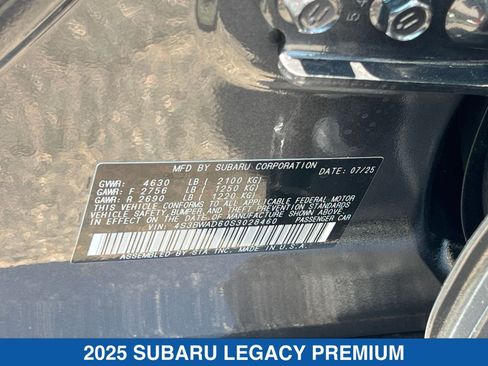 MFD BY SUBARU CORPORATION DATE: 07/25
GVWR: 4630 LB ( 2100 KG)
GAWR: F 2756 LB ( 1250 KG)
GAWR: R 2690 LB ( 1220 KG)
THIS VEHICLE CONFORMS TO ALL APPLICABLE FEDERAL MOTOR
VEHICLE SAFETY, BUMPER, AND THEFT PREVENTION STANDARDS
IN EFFECT ON THE DATE OF MANUFACTURE SHOWN ABOVE.
VIN: 4S3BWAD60S3028460 PASSENGER CAR
ASSEMBLED BY SIA INC. MADE IN U.S.A.
2025 SUBARU LEGACY PREMIUM